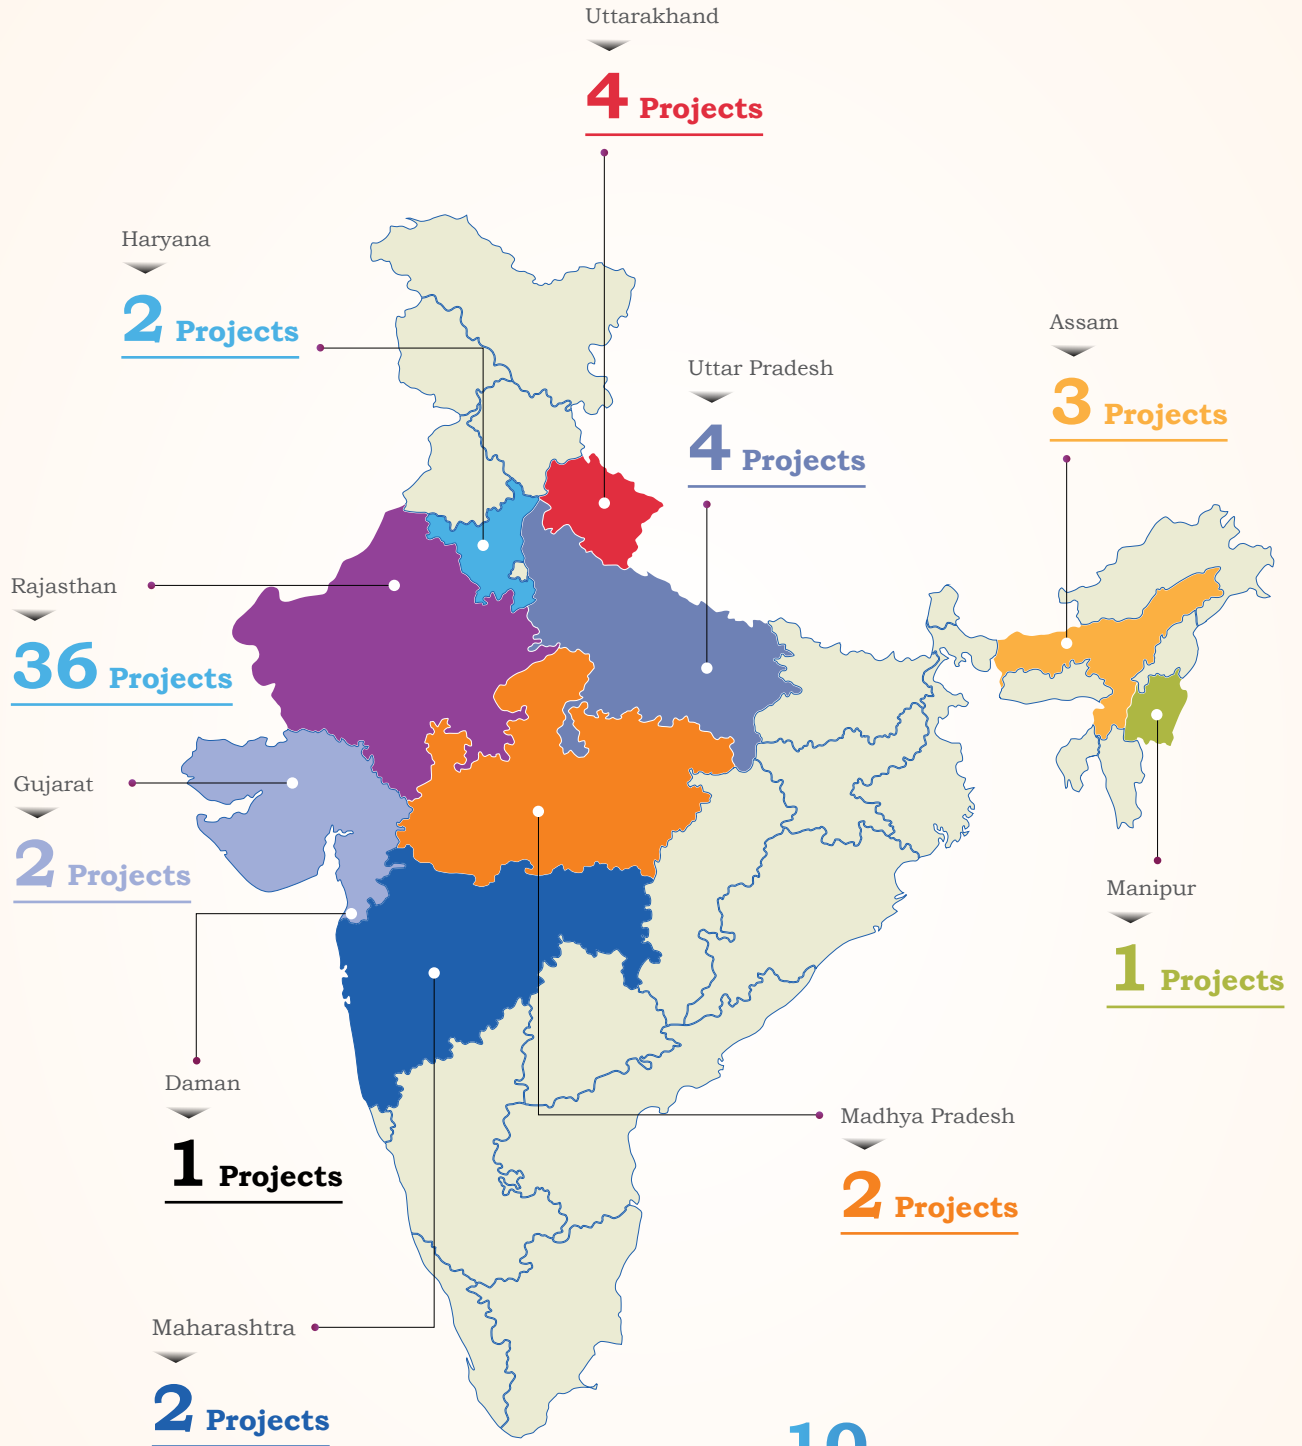 Uttarakhand
4 Projects
Haryana
2 Projects
Assam
3 Projects
Uttar Pradesh
4 Projects
Rajasthan
36 Projects
Gujarat
2 Projects
Manipur
1 Projects
Daman
1 Projects
Madhya Pradesh
2 Projects
Maharashtra
2 Projects
10